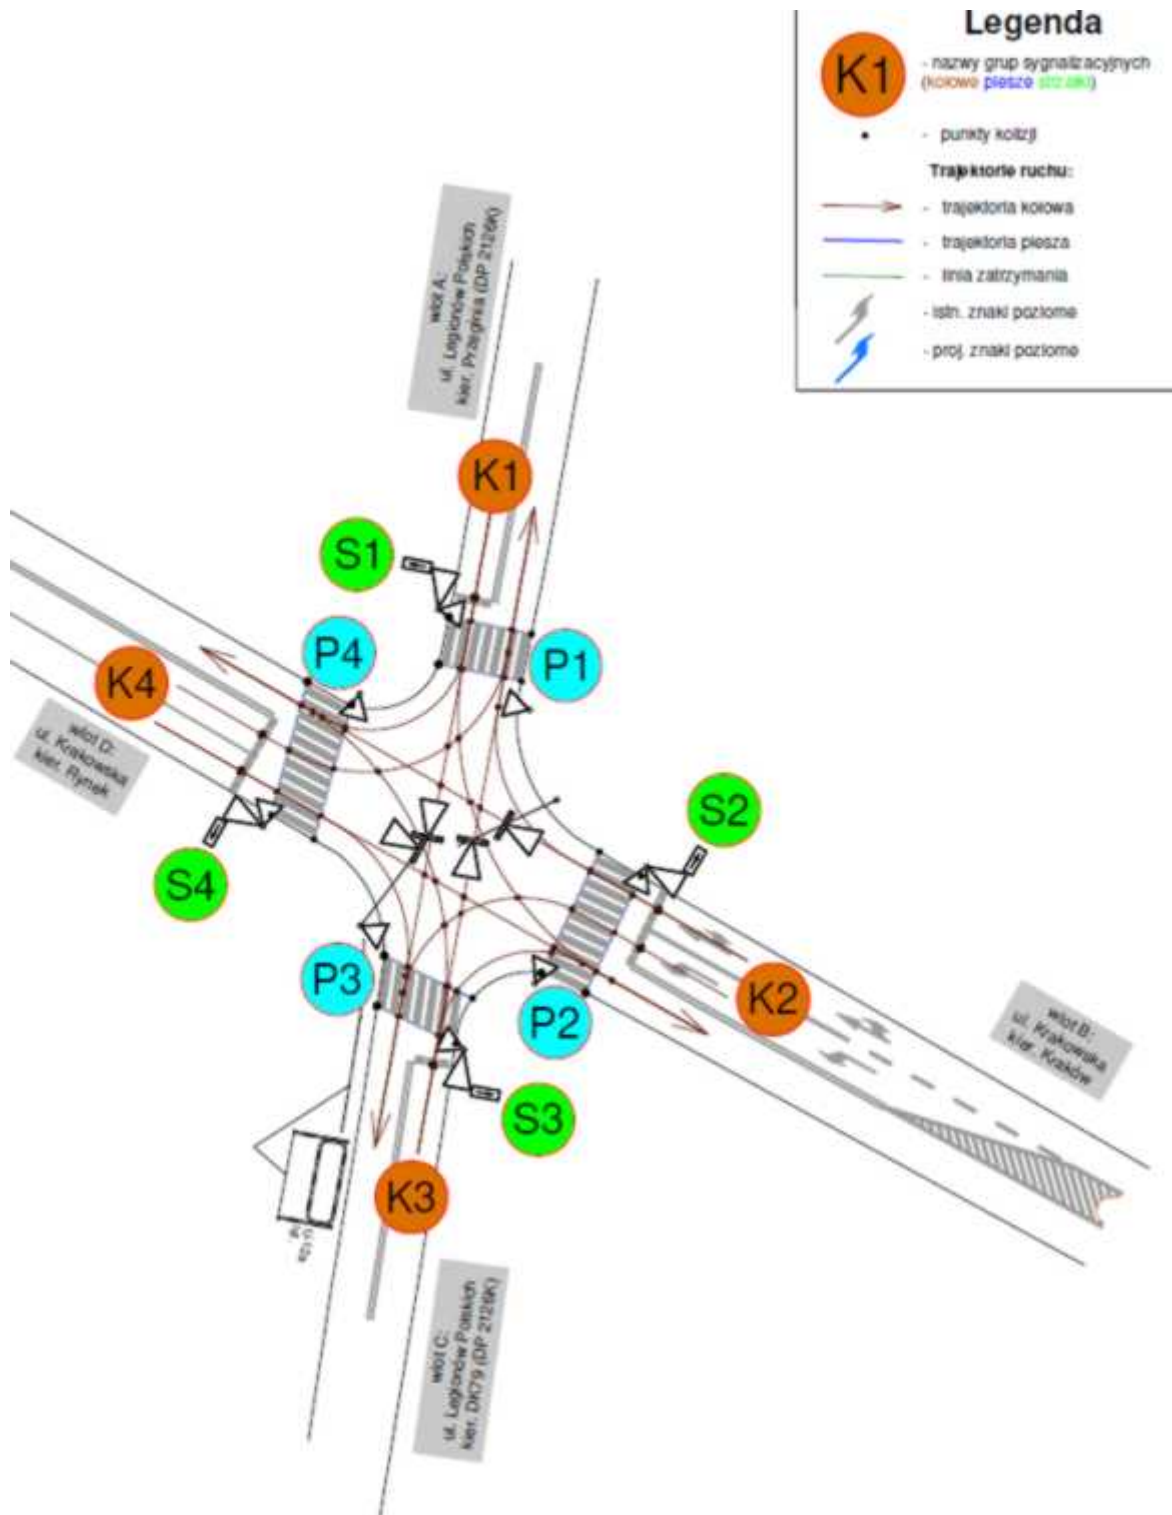 Legenda
K1
- nazwy grup sygnalizacyjnych
(kołowe piesze strzałki)
- punkty kolizji
Trajektorie ruchu:
- trajektoria kołowa
- trajektoria piesza
- linia zatrzymania
- istn. znaki poziome
- proj. znaki poziome
wlot A:
ul. Legionów Polskich
kier. Przeginia (DP 2126K)
K1
S1
P4
P1
K4
wlot D:
ul. Krakowska
kier. Rynek
S2
S4
P3
K2
P2
wlot B:
ul. Krakowska
kier. Kraków
S3
K3
wlot C:
ul. Legionów Polskich
kier. DK79 (DP 2126K)